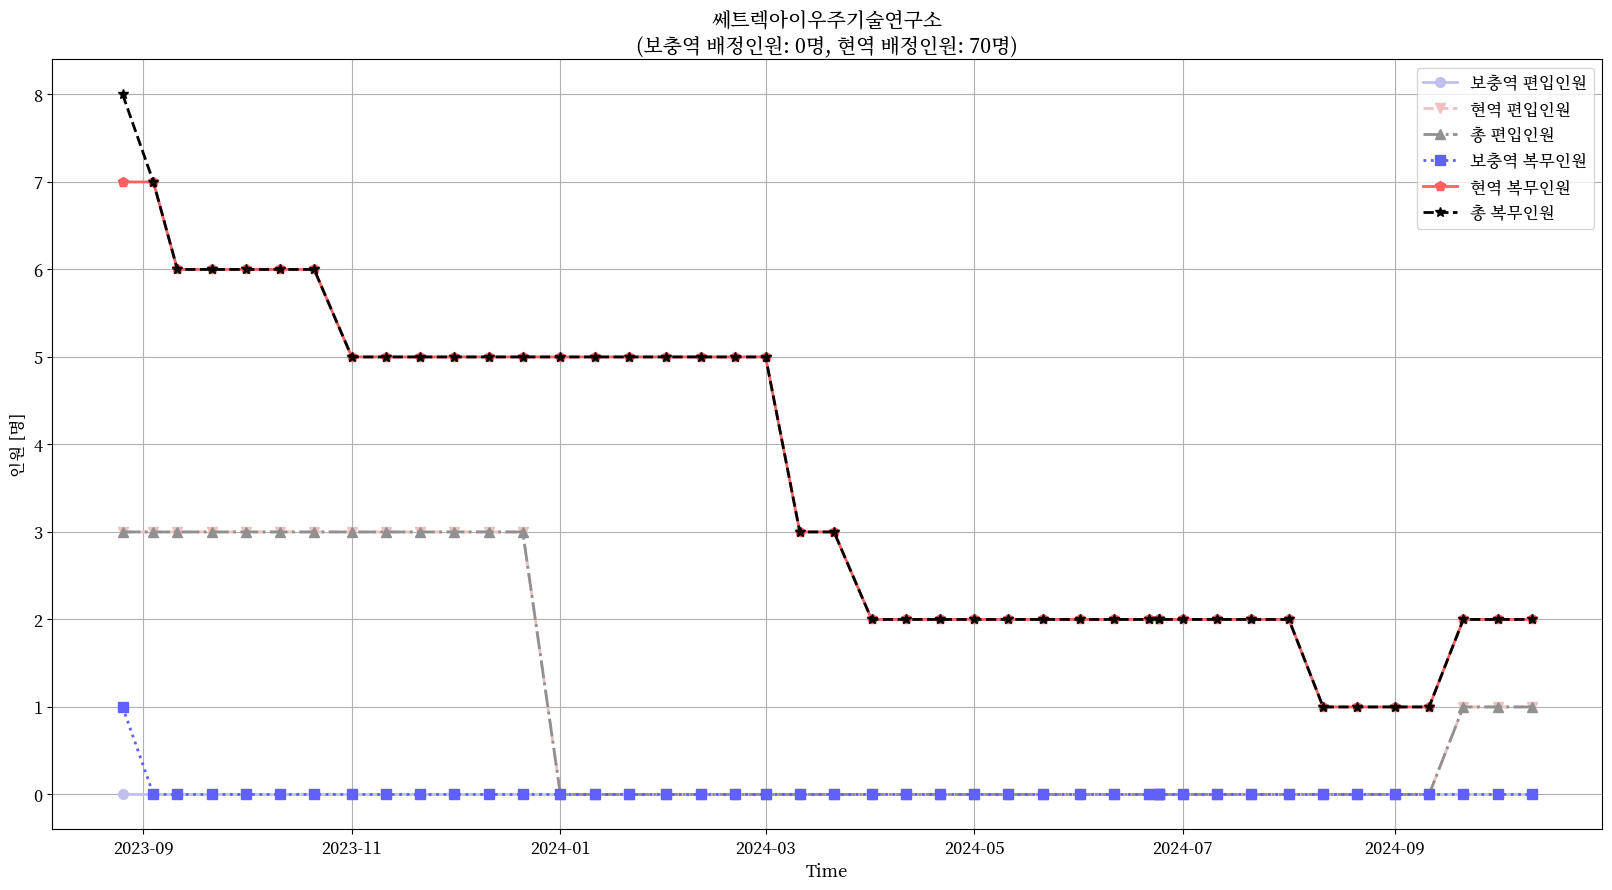 쎄트렉아이우주기술연구소
(보충역 배정인원: 0명, 현역 배정인원: 70명)
보충역 편입인원
현역 편입인원
총 편입인원
보충역 복무인원
현역 복무인원
총 복무인원
인원 [명]
8
7
6
5
4
3
2
1
0
2023-09
2023-11
2024-01
2024-03
2024-05
2024-07
2024-09
Time